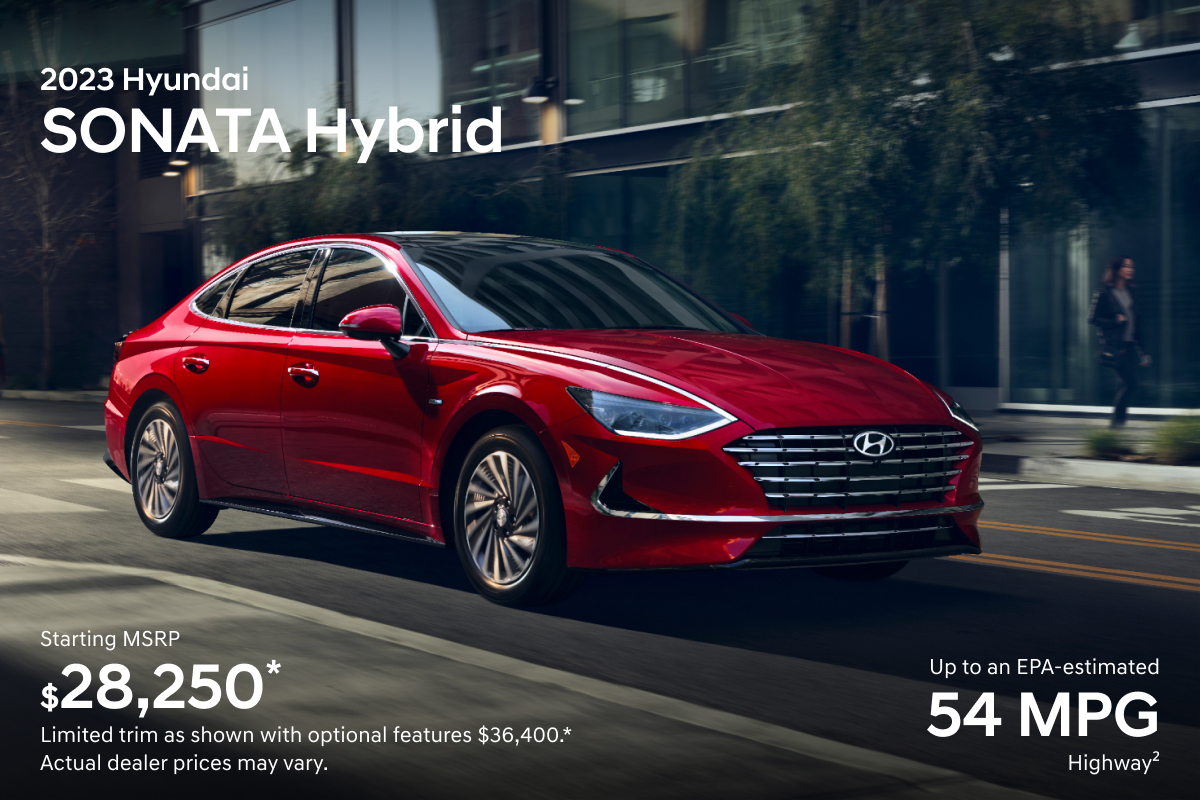 2023 Hyundai
SONATA Hybrid
Starting MSRP
$28,250*
Limited trim as shown with optional features $36,400.*
Actual dealer prices may vary.
Up to an EPA-estimated
54 MPG
Highway²